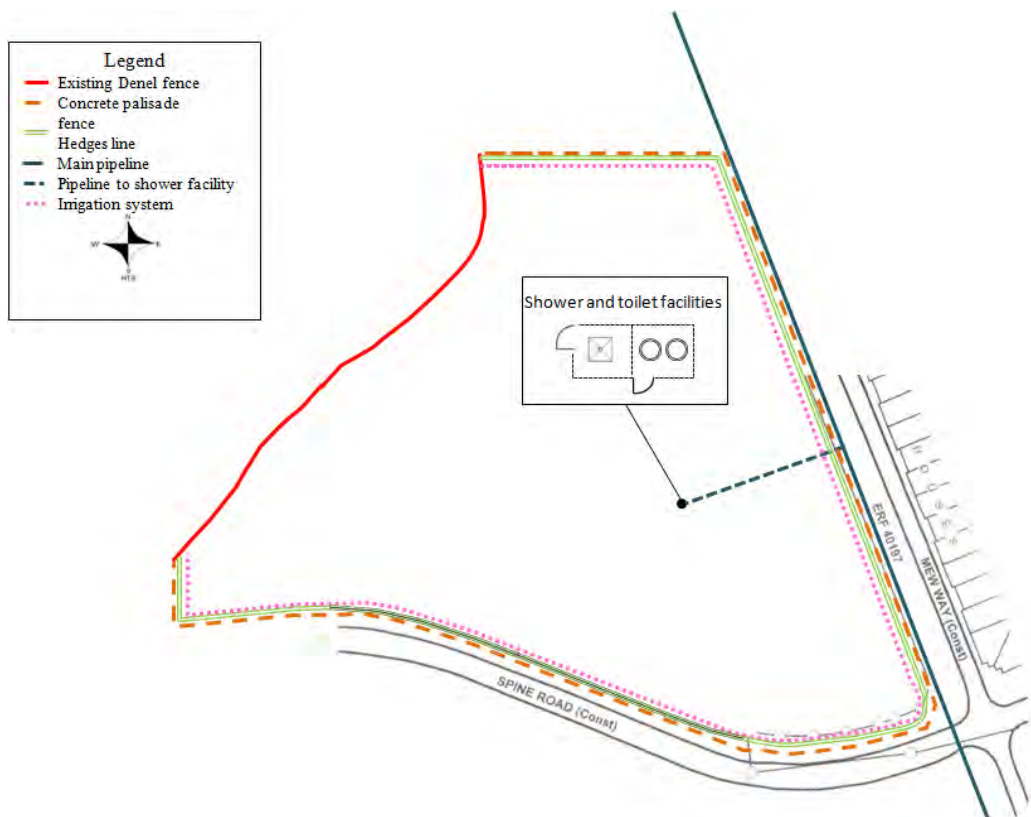 Legend
Existing Denel fence
Concrete palisade
fence
Hedges line
Main pipeline
Pipeline to shower facility
Irrigation system
N
W
E
S
NTS
Shower and toilet facilities
HOUSES
ERF 40197
MEW WAY (Const)
SPINE ROAD (Const)